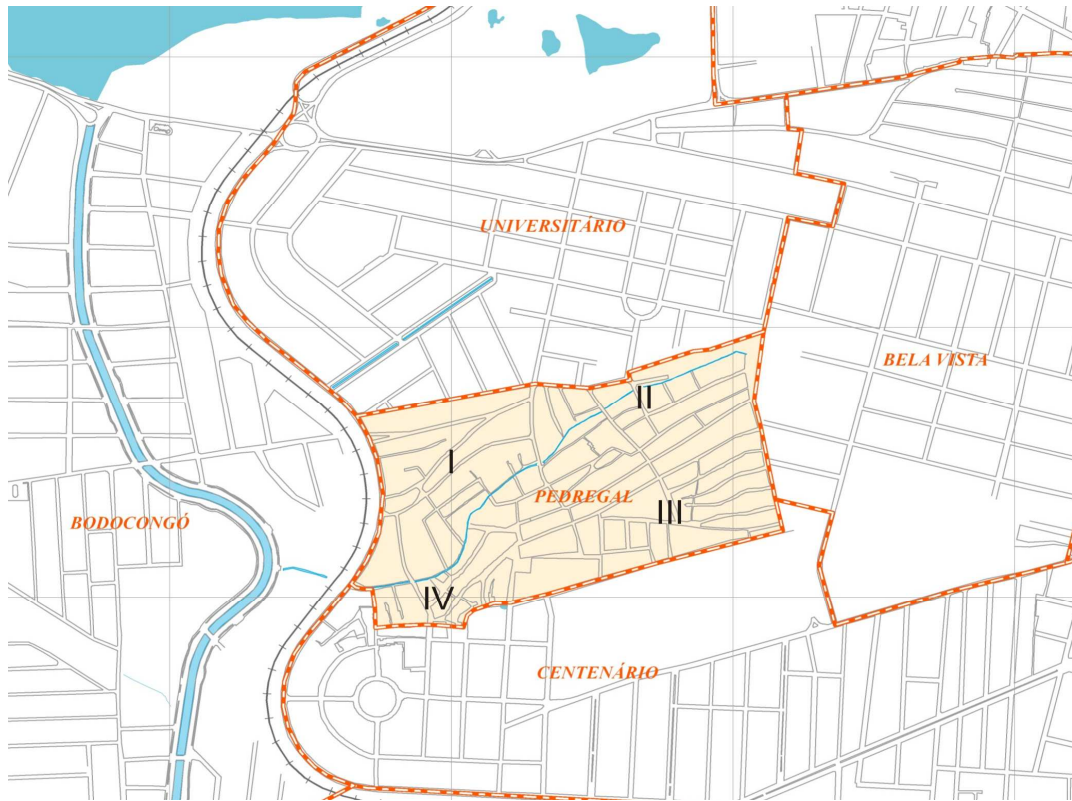 UNIVERSITÁRIO
BELA VISTA
II
I
PEDREGAL
III
BODOCONGÓ
IV
CENTENÁRIO